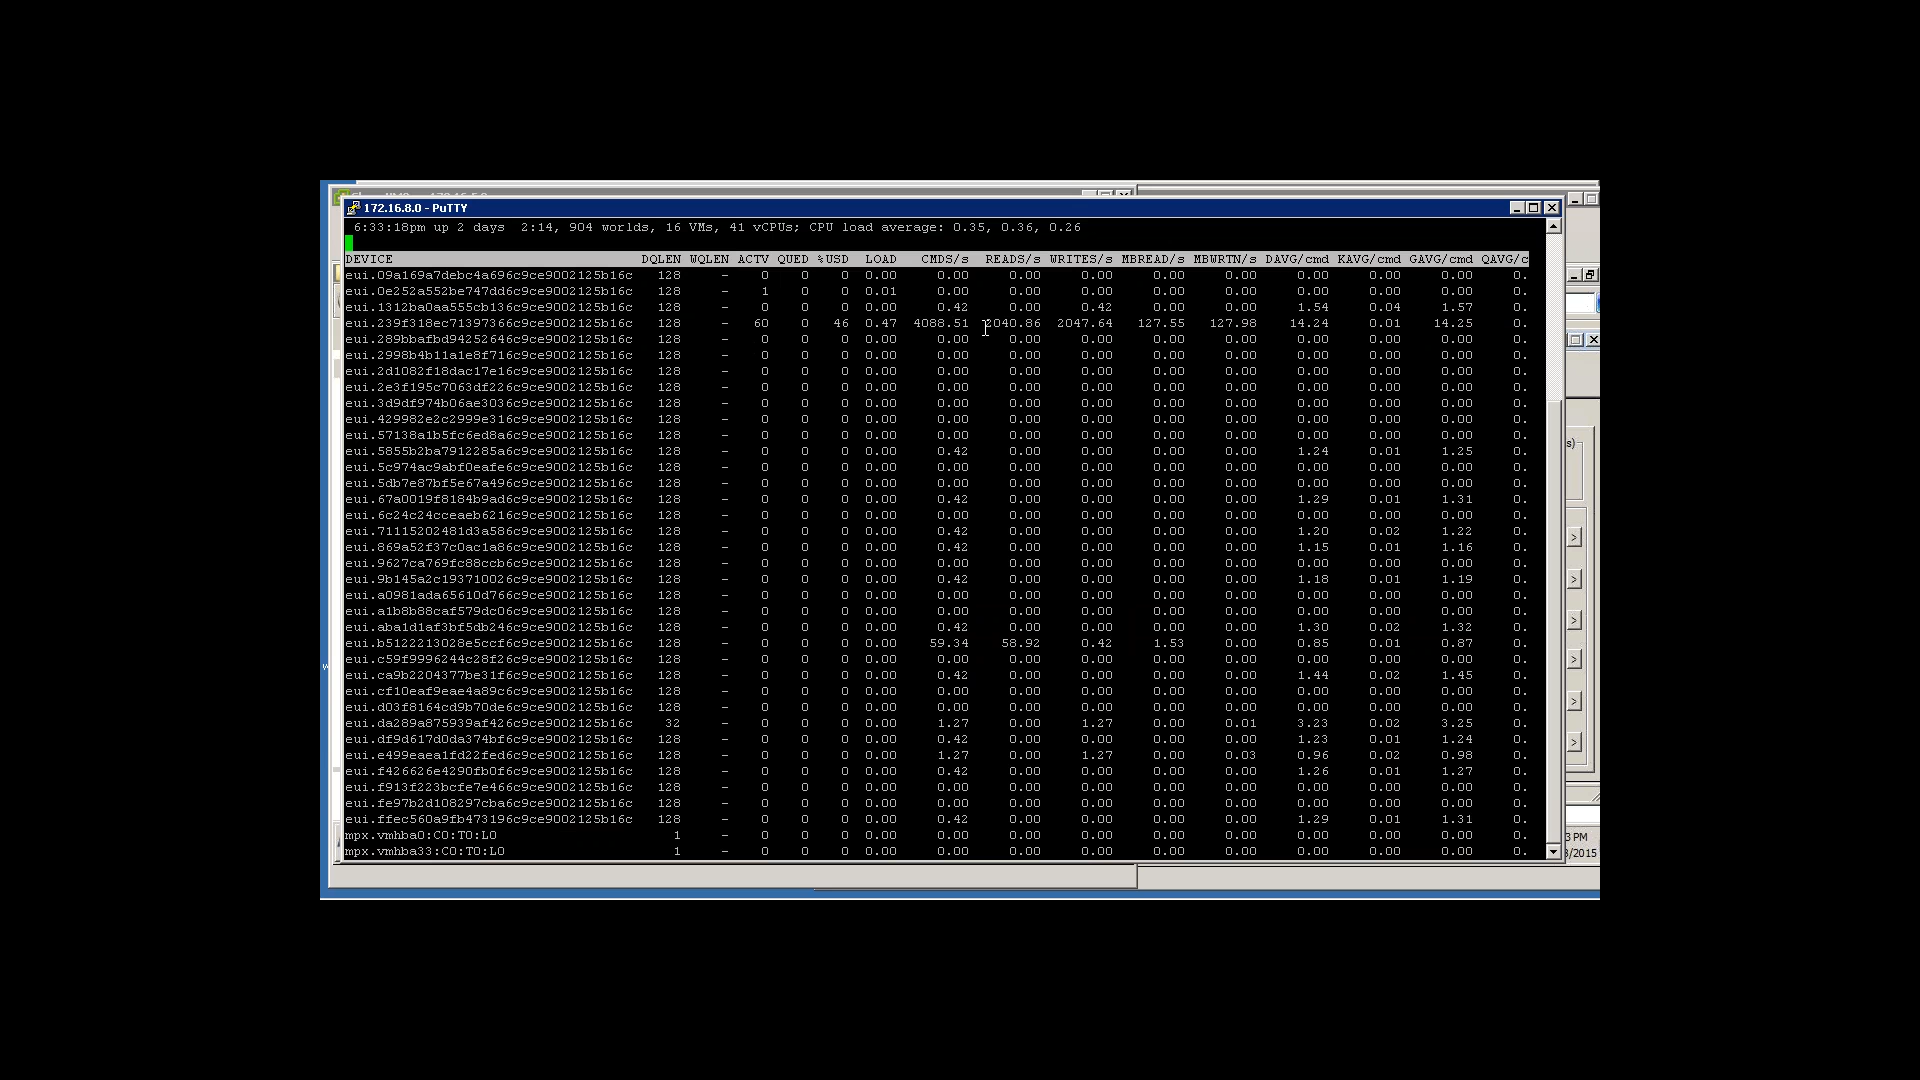 172.16.8.0 - PuTTY
6:33:18pm up 2 days  2:14, 904 worlds, 16 VMs, 41 vCPUs; CPU load average: 0.35, 0.36, 0.26
DEVICE DQLEN WQLEN ACTV QUED %USD LOAD CMDS/s READS/s WRITES/s MBREAD/s MBWRTN/s DAVG/cmd KAVG/cmd GAVG/cmd QAVG/c
eui.09a169a7debc4a696c9ce9002125b16c 128 - 0 0 0 0.00 0.00 0.00 0.00 0.00 0.00 0.00 0.00 0.00 0.
eui.0e252a552be747dd6c9ce9002125b16c 128 - 1 0 0 0.01 0.00 0.00 0.00 0.00 0.00 0.00 0.00 0.00 0.
eui.1312ba0aa555cb136c9ce9002125b16c 128 - 0 0 0 0.00 0.42 0.00 0.42 0.00 0.00 1.54 0.04 1.57 0.
eui.239f318ec71397366c9ce9002125b16c 128 - 60 0 46 0.47 4088.51 2040.86 2047.64 127.55 127.98 14.24 0.01 14.25 0.
eui.289bbafbd94252646c9ce9002125b16c 128 - 0 0 0 0.00 0.00 0.00 0.00 0.00 0.00 0.00 0.00 0.00 0.
eui.2998b4b11a1e8f716c9ce9002125b16c 128 - 0 0 0 0.00 0.00 0.00 0.00 0.00 0.00 0.00 0.00 0.00 0.
eui.2d1082f18dac17e16c9ce9002125b16c 128 - 0 0 0 0.00 0.00 0.00 0.00 0.00 0.00 0.00 0.00 0.00 0.
eui.2e3f195c7063df226c9ce9002125b16c 128 - 0 0 0 0.00 0.00 0.00 0.00 0.00 0.00 0.00 0.00 0.00 0.
eui.3d9df974b06ae3036c9ce9002125b16c 128 - 0 0 0 0.00 0.00 0.00 0.00 0.00 0.00 0.00 0.00 0.00 0.
eui.429982e2c2999e316c9ce9002125b16c 128 - 0 0 0 0.00 0.00 0.00 0.00 0.00 0.00 0.00 0.00 0.00 0.
eui.57138a1b5fc6ed8a6c9ce9002125b16c 128 - 0 0 0 0.00 0.00 0.00 0.00 0.00 0.00 0.00 0.00 0.00 0.
eui.5855b2ba7912285a6c9ce9002125b16c 128 - 0 0 0 0.00 0.42 0.00 0.00 0.00 0.00 1.24 0.01 1.25 0.
eui.5c974ac9abf0eafe6c9ce9002125b16c 128 - 0 0 0 0.00 0.00 0.00 0.00 0.00 0.00 0.00 0.00 0.00 0.
eui.5db7e87bf5e67a496c9ce9002125b16c 128 - 0 0 0 0.00 0.00 0.00 0.00 0.00 0.00 0.00 0.00 0.00 0.
eui.67a0019f8184b9ad6c9ce9002125b16c 128 - 0 0 0 0.00 0.42 0.00 0.00 0.00 0.00 1.29 0.01 1.31 0.
eui.6c24c24cceaeb6216c9ce9002125b16c 128 - 0 0 0 0.00 0.00 0.00 0.00 0.00 0.00 0.00 0.00 0.00 0.
eui.71115202481d3a586c9ce9002125b16c 128 - 0 0 0 0.00 0.42 0.00 0.00 0.00 0.00 1.20 0.02 1.22 0.
eui.869a52f37c0ac1a86c9ce9002125b16c 128 - 0 0 0 0.00 0.42 0.00 0.00 0.00 0.00 1.15 0.01 1.16 0.
eui.9627ca769fc88ccb6c9ce9002125b16c 128 - 0 0 0 0.00 0.00 0.00 0.00 0.00 0.00 0.00 0.00 0.00 0.
eui.9b145a2c193710026c9ce9002125b16c 128 - 0 0 0 0.00 0.42 0.00 0.00 0.00 0.00 1.18 0.01 1.19 0.
eui.a0981ada65610d766c9ce9002125b16c 128 - 0 0 0 0.00 0.00 0.00 0.00 0.00 0.00 0.00 0.00 0.00 0.
eui.a1b8b88caf579dc06c9ce9002125b16c 128 - 0 0 0 0.00 0.00 0.00 0.00 0.00 0.00 0.00 0.00 0.00 0.
eui.aba1d1af3bf5db246c9ce9002125b16c 128 - 0 0 0 0.00 0.42 0.00 0.00 0.00 0.00 1.30 0.02 1.32 0.
eui.b5122213028e5ccf6c9ce9002125b16c 128 - 0 0 0 0.00 59.34 58.92 0.42 1.53 0.00 0.85 0.01 0.87 0.
eui.c59f9996244c28f26c9ce9002125b16c 128 - 0 0 0 0.00 0.00 0.00 0.00 0.00 0.00 0.00 0.00 0.00 0.
eui.ca9b2204377be31f6c9ce9002125b16c 128 - 0 0 0 0.00 0.42 0.00 0.00 0.00 0.00 1.44 0.02 1.45 0.
eui.cf10eaf9eae4a89c6c9ce9002125b16c 128 - 0 0 0 0.00 0.00 0.00 0.00 0.00 0.00 0.00 0.00 0.00 0.
eui.d03f8164cd9b70de6c9ce9002125b16c 128 - 0 0 0 0.00 0.00 0.00 0.00 0.00 0.00 0.00 0.00 0.00 0.
eui.da289a875939af426c9ce9002125b16c 32 - 0 0 0 0.00 1.27 0.00 1.27 0.00 0.01 3.23 0.02 3.25 0.
eui.df9d617d0da374bf6c9ce9002125b16c 128 - 0 0 0 0.00 0.42 0.00 0.00 0.00 0.00 1.23 0.01 1.24 0.
eui.e499eaea1fd22fed6c9ce9002125b16c 128 - 0 0 0 0.00 1.27 0.00 1.27 0.00 0.03 0.96 0.02 0.98 0.
eui.f426626e4290fb0f6c9ce9002125b16c 128 - 0 0 0 0.00 0.42 0.00 0.00 0.00 0.00 1.26 0.01 1.27 0.
eui.f913f223bcfe7e466c9ce9002125b16c 128 - 0 0 0 0.00 0.00 0.00 0.00 0.00 0.00 0.00 0.00 0.00 0.
eui.fe97b2d108297cba6c9ce9002125b16c 128 - 0 0 0 0.00 0.00 0.00 0.00 0.00 0.00 0.00 0.00 0.00 0.
eui.ffec560a9fb473196c9ce9002125b16c 128 - 0 0 0 0.00 0.42 0.00 0.00 0.00 0.00 1.29 0.01 1.31 0.
mpx.vmhba0:C0:T0:L0 1 - 0 0 0 0.00 0.00 0.00 0.00 0.00 0.00 0.00 0.00 0.00 0.
mpx.vmhba33:C0:T0:L0 1 - 0 0 0 0.00 0.00 0.00 0.00 0.00 0.00 0.00 0.00 0.00 0.
s)
3 PM
/2015